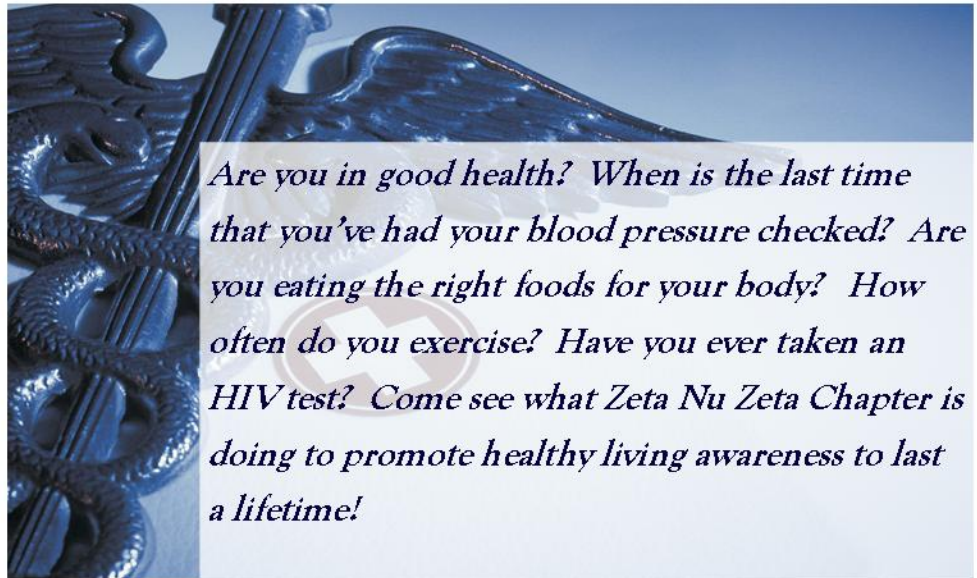 Are you in good health?  When is the last time
that you've had your blood pressure checked?  Are
you eating the right foods for your body?   How
often do you exercise?  Have you ever taken an
HIV test?  Come see what Zeta Nu Zeta Chapter is
doing to promote healthy living awareness to last
a lifetime!